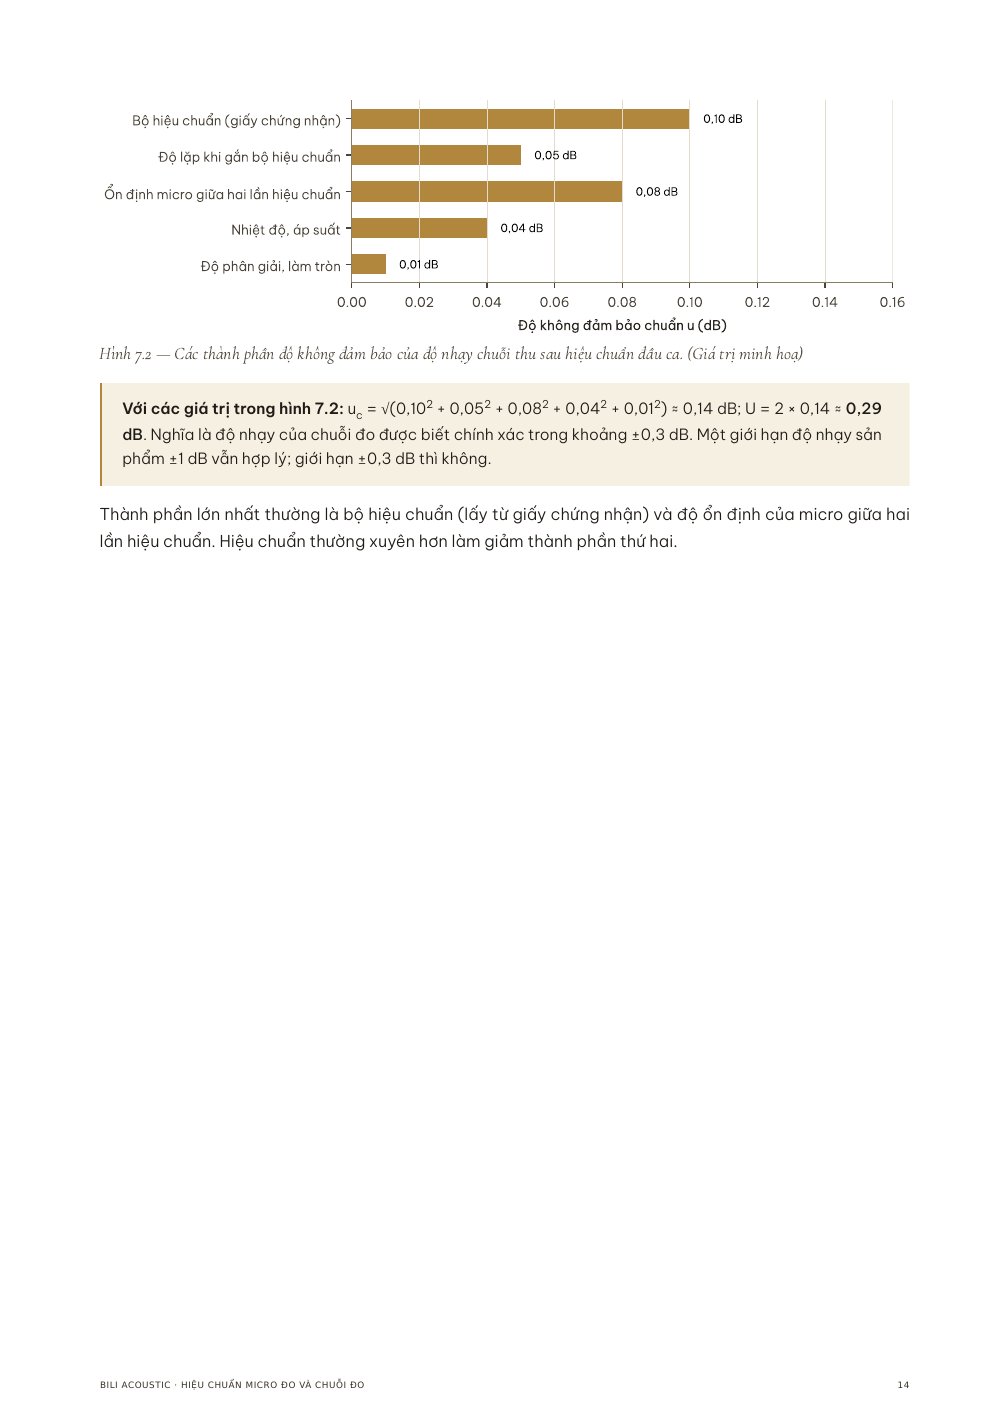 Bộ hiệu chuẩn (giấy chứng nhận) 0,10 dB
Độ lặp khi gắn bộ hiệu chuẩn 0,05 dB
Ổn định micro giữa hai lần hiệu chuẩn 0,08 dB
Nhiệt độ, áp suất 0,04 dB
Độ phân giải, làm tròn 0,01 dB
0.00 0.02 0.04 0.06 0.08 0.10 0.12 0.14 0.16
Độ không đảm bảo chuẩn u (dB)
Hình 7.2 — Các thành phần độ không đảm bảo của độ nhạy chuỗi thu sau hiệu chuẩn đầu ca. (Giá trị minh hoạ)
Với các giá trị trong hình 7.2: u_c = √(0,10² + 0,05² + 0,08² + 0,04² + 0,01²) ≈ 0,14 dB; U = 2 × 0,14 ≈ 0,29
dB. Nghĩa là độ nhạy của chuỗi đo được biết chính xác trong khoảng ±0,3 dB. Một giới hạn độ nhạy sản
phẩm ±1 dB vẫn hợp lý; giới hạn ±0,3 dB thì không.
Thành phần lớn nhất thường là bộ hiệu chuẩn (lấy từ giấy chứng nhận) và độ ổn định của micro giữa hai
lần hiệu chuẩn. Hiệu chuẩn thường xuyên hơn làm giảm thành phần thứ hai.
BILI ACOUSTIC · HIỆU CHUẨN MICRO ĐO VÀ CHUỖI ĐO 14